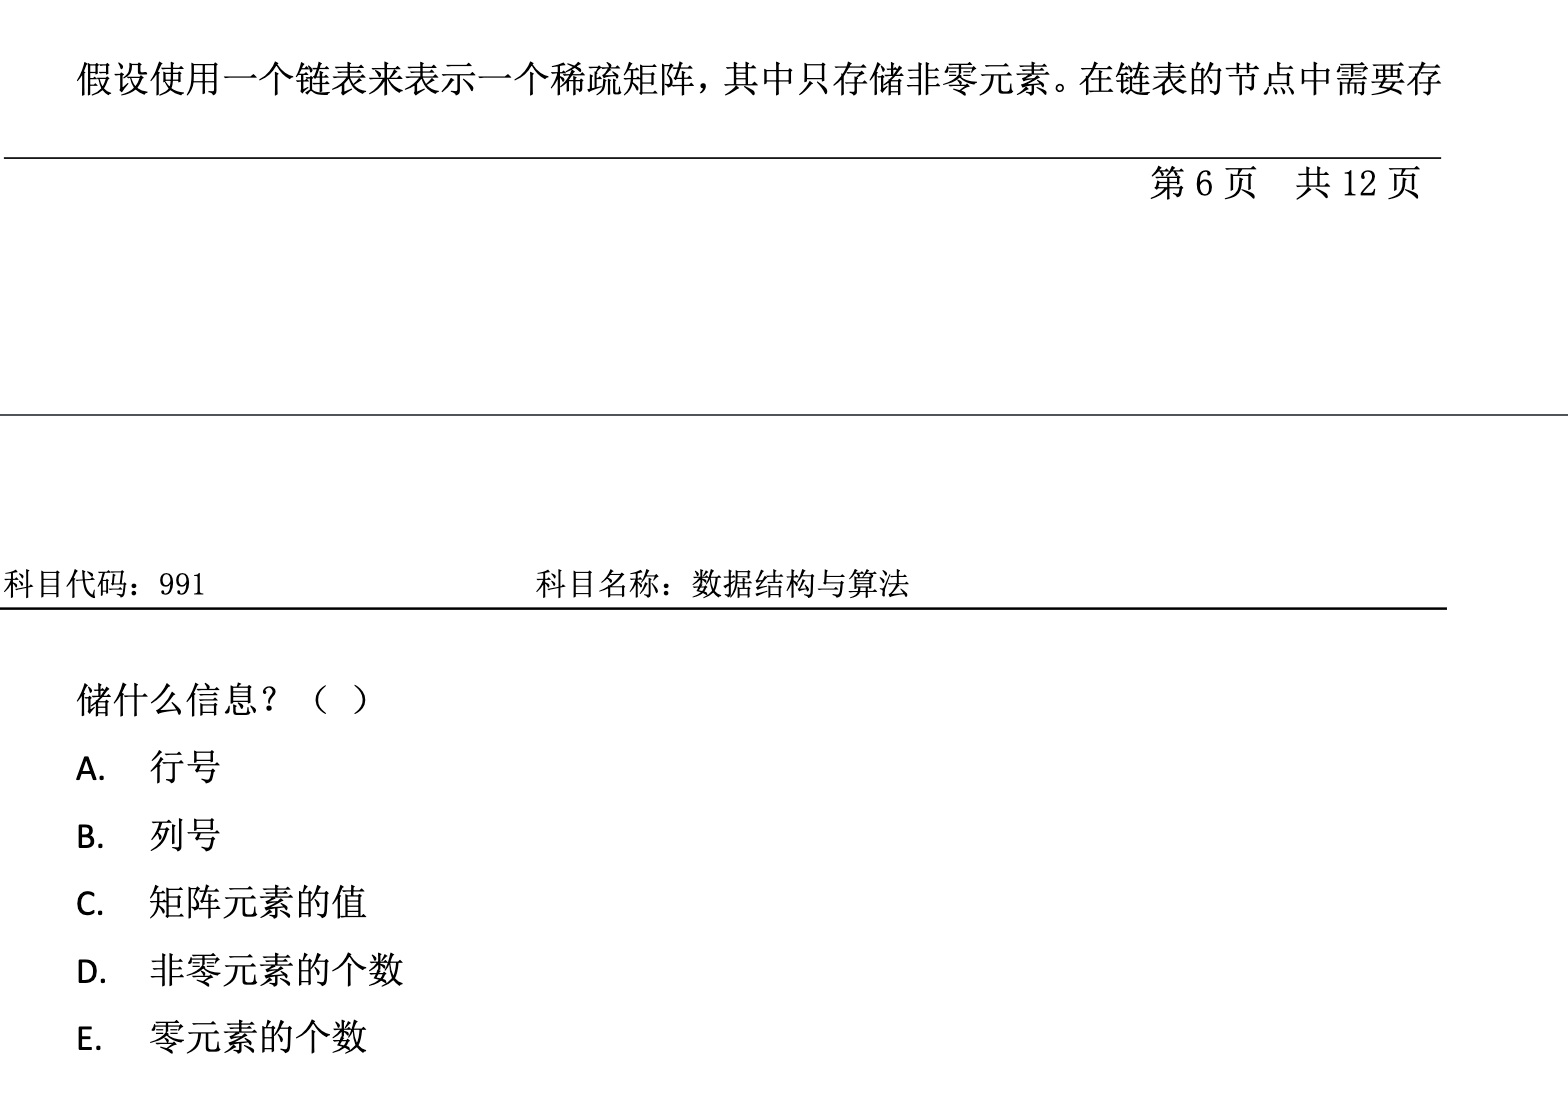 假设使用一个链表来表示一个稀疏矩阵，其中只存储非零元素。在链表的节点中需要存
第 6 页 共 12 页
科目代码：991 科目名称：数据结构与算法
储什么信息？（ ）
A. 行号
B. 列号
C. 矩阵元素的值
D. 非零元素的个数
E. 零元素的个数